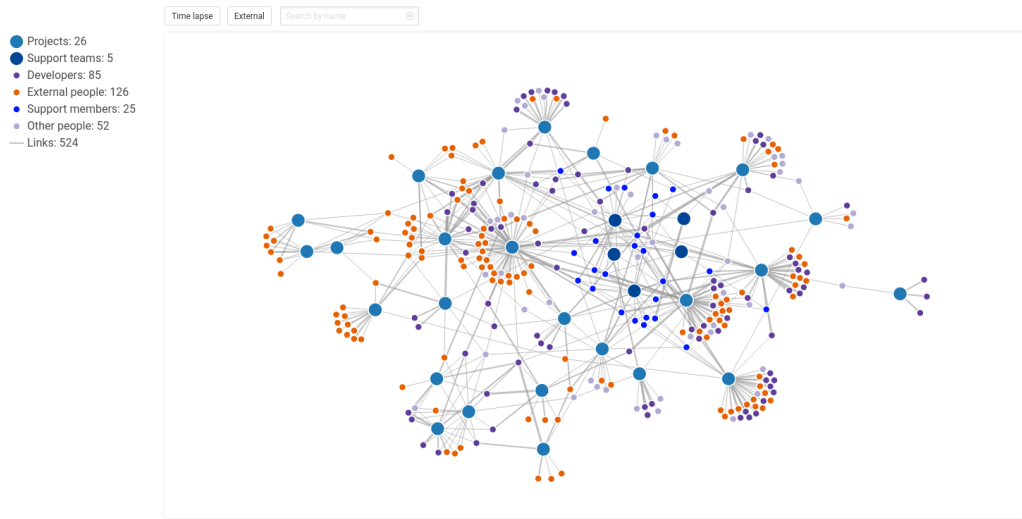 Time lapse
External
Search by name
Projects: 26
Support teams: 5
Developers: 85
External people: 126
Support members: 25
Other people: 52
Links: 524